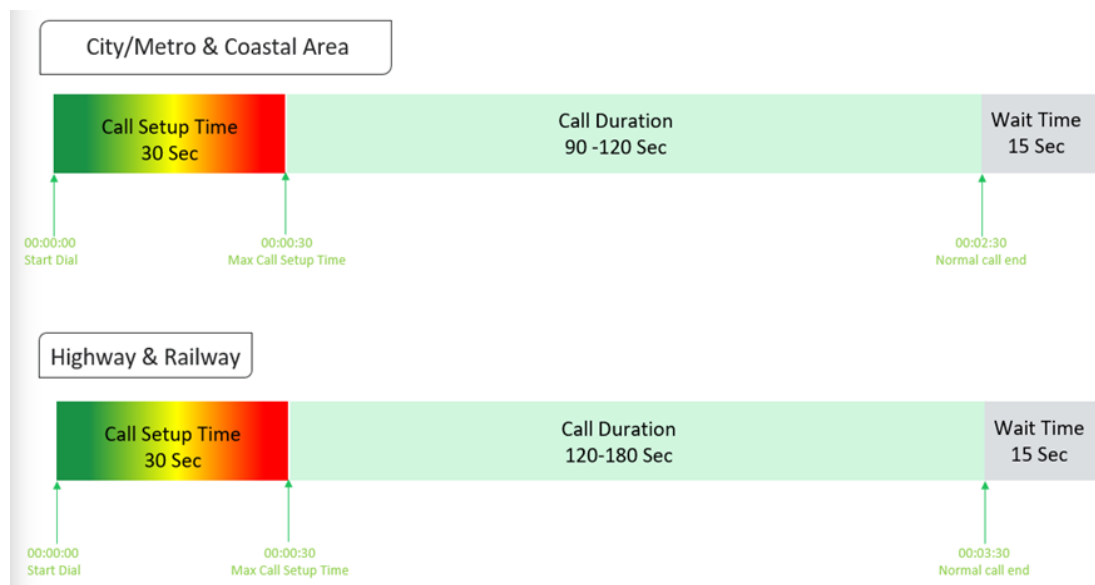 City/Metro & Coastal Area
Call Setup Time
30 Sec
Call Duration
90 -120 Sec
Wait Time
15 Sec
00:00:00
Start Dial
00:00:30
Max Call Setup Time
00:02:30
Normal call end
Highway & Railway
Call Setup Time
30 Sec
Call Duration
120-180 Sec
Wait Time
15 Sec
00:00:00
Start Dial
00:00:30
Max Call Setup Time
00:03:30
Normal call end